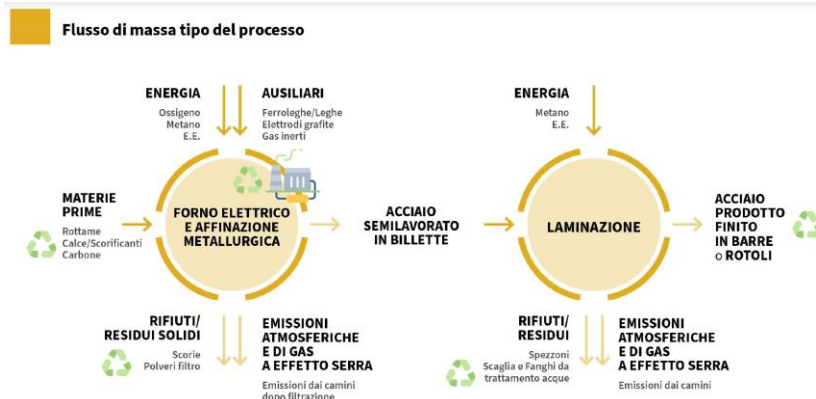 Flusso di massa tipo del processo
ENERGIA
Ossigeno
Metano
E.E.
AUSILIARI
Ferroleghe/Leghe
Elettrodi grafite
Gas inerti
ENERGIA
Metano
E.E.
MATERIE
PRIME
Rottame
Calce/Scorificanti
Carbone
FORNO ELETTRICO
E AFFINAZIONE
METALLURGICA
ACCIAIO
SEMILAVORATO
IN BILLETTE
LAMINAZIONE
ACCIAIO
PRODOTTO
FINITO
IN BARRE
o ROTOLI
RIFIUTI/
RESIDUI SOLIDI
Scorie
Polveri filtro
EMISSIONI
ATMOSFERICHE
E DI GAS
A EFFETTO SERRA
Emissioni dai camini
dopo filtrazione
RIFIUTI/
RESIDUI
Spezzoni
Scaglia e Fanghi da
trattamento acque
EMISSIONI
ATMOSFERICHE
E DI GAS
A EFFETTO SERRA
Emissioni dai camini